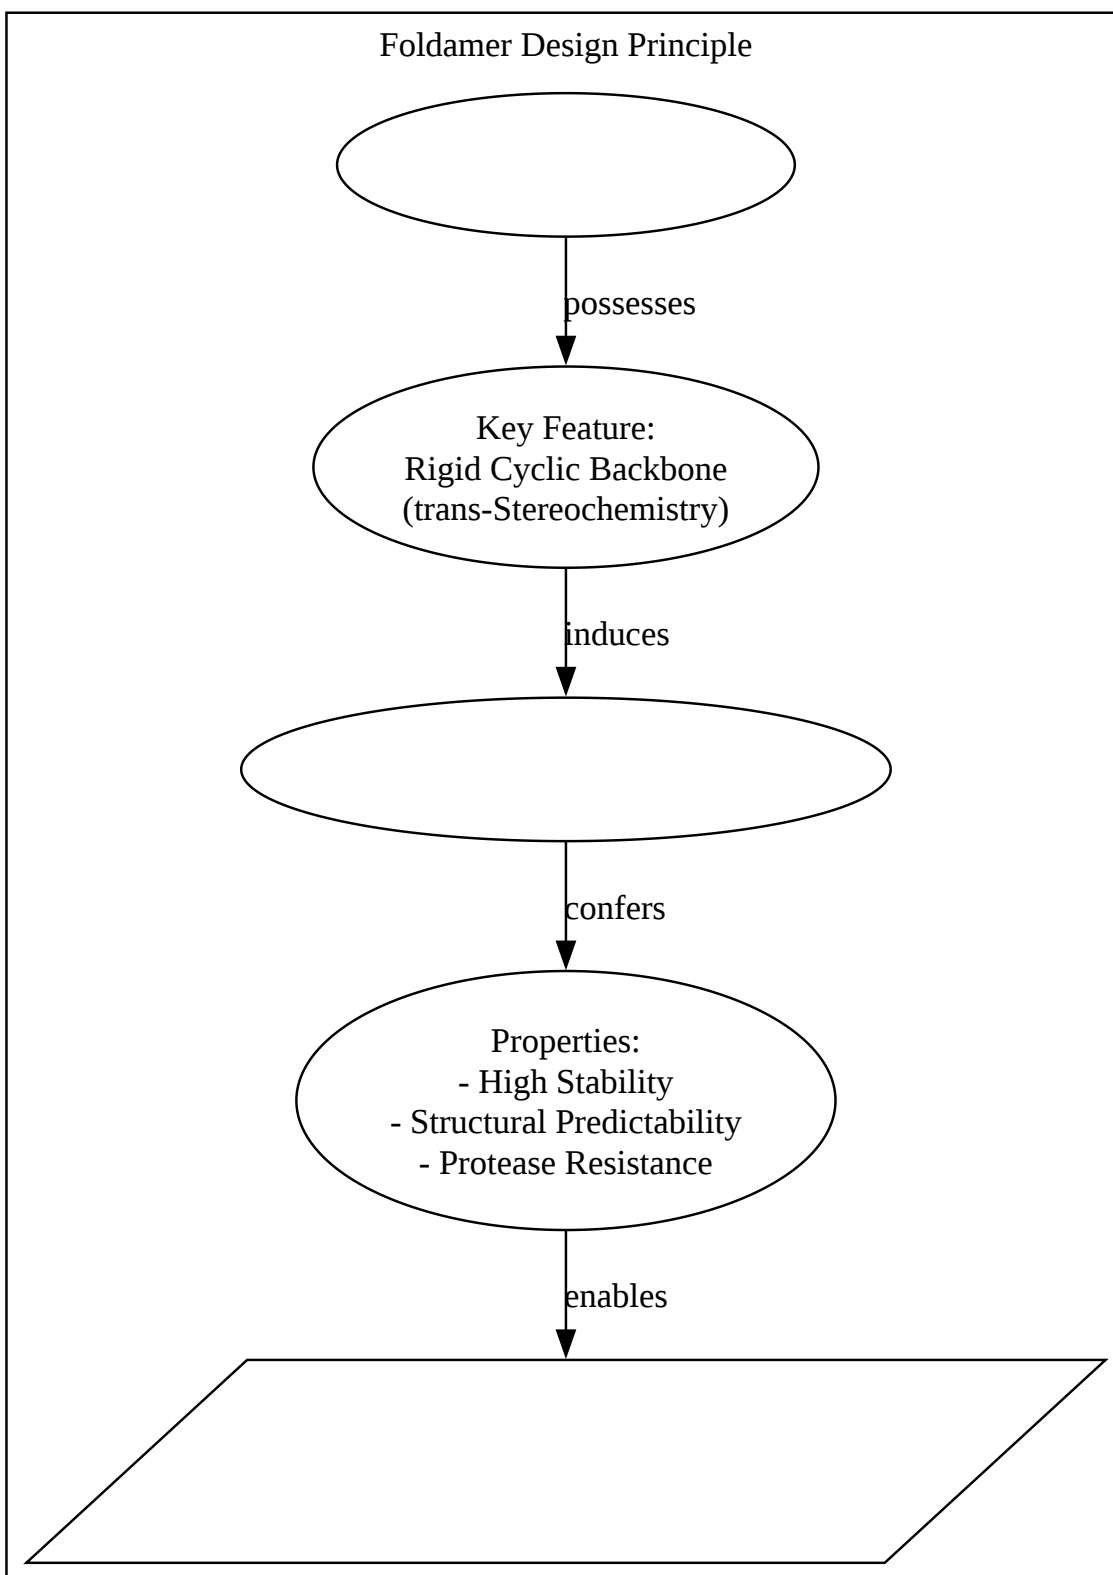 Foldamer Design Principle
possesses
Key Feature:
Rigid Cyclic Backbone
(trans-Stereochemistry)
induces
confers
Properties:
- High Stability
- Structural Predictability
- Protease Resistance
enables